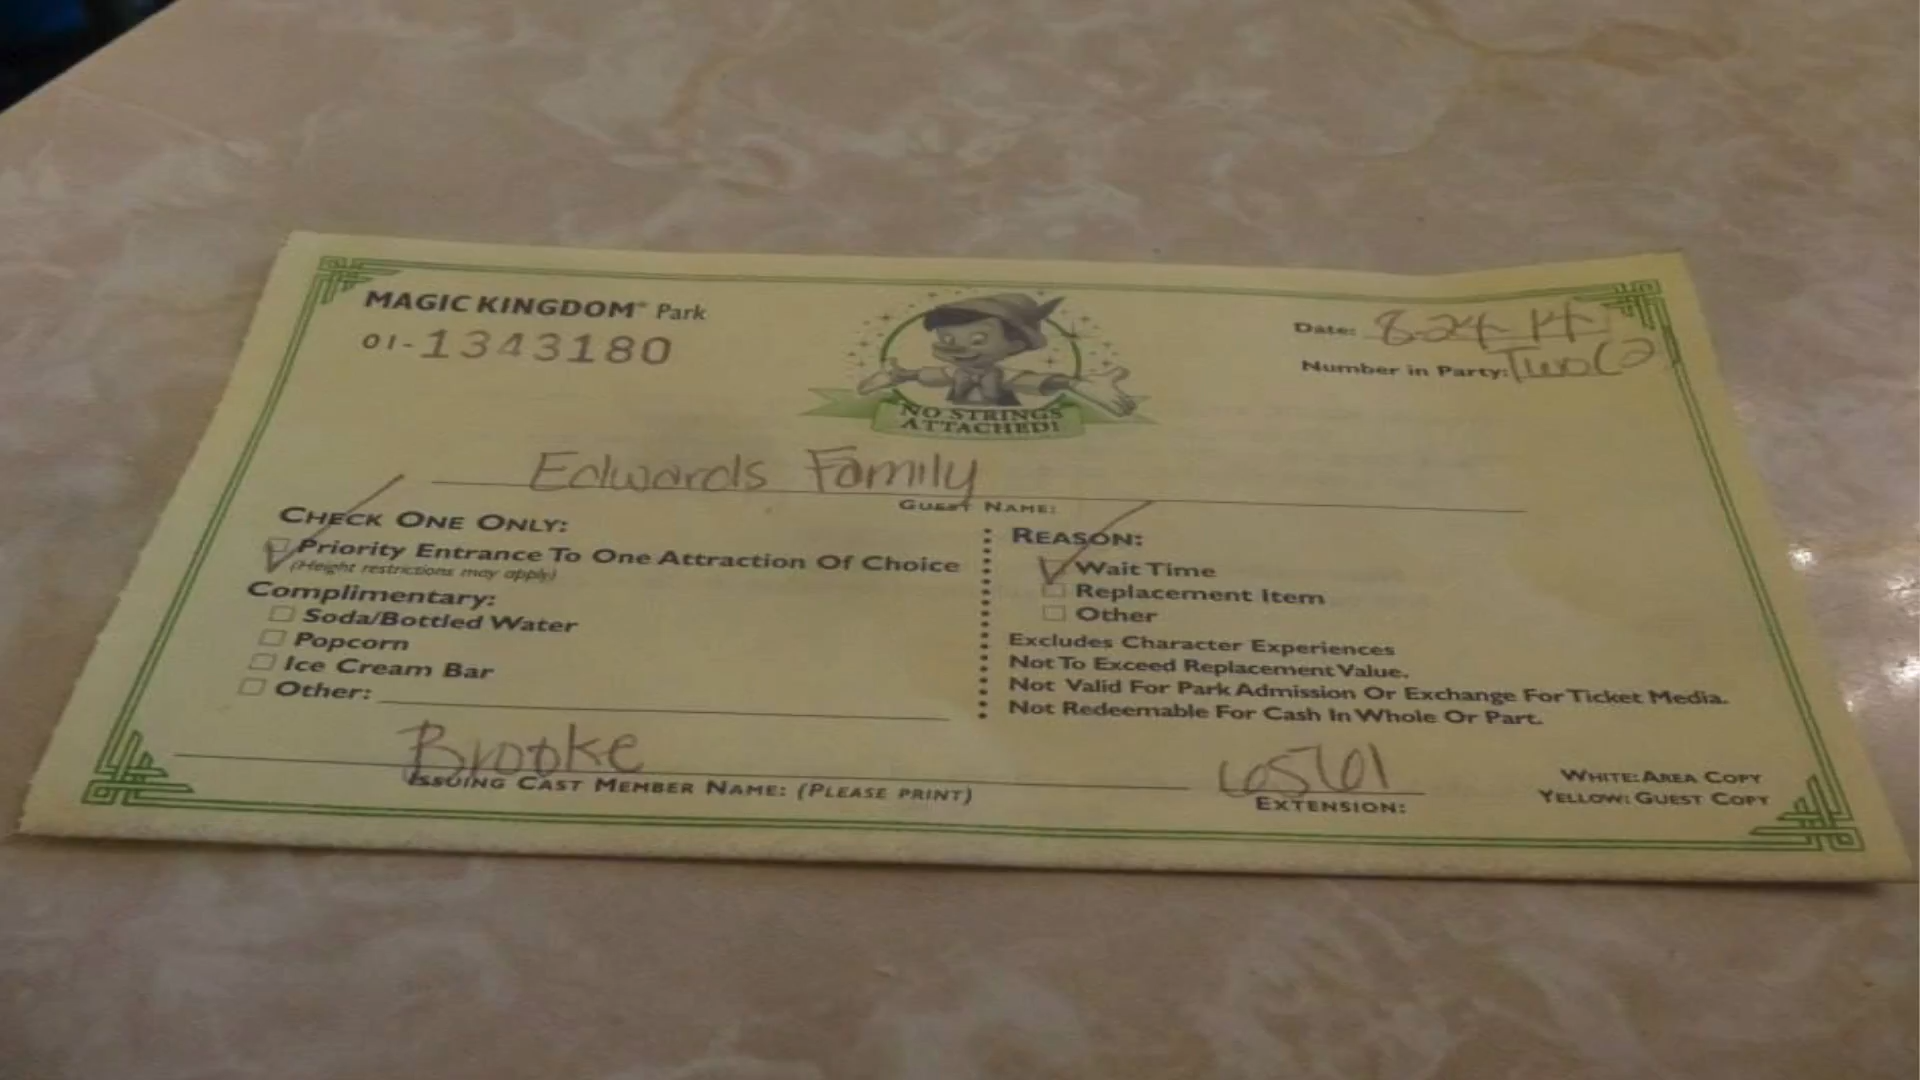 MAGIC KINGDOM® Park
01-1343180
NO STRINGS
ATTACHED!
Date: 8-24-14
Number in Party: Two (2)
Edwards Family
GUEST NAME:
CHECK ONE ONLY:
Priority Entrance To One Attraction Of Choice
(Height restrictions may apply)
Complimentary:
Soda/Bottled Water
Popcorn
Ice Cream Bar
Other:
REASON:
Wait Time
Replacement Item
Other
Excludes Character Experiences
Not To Exceed Replacement Value.
Not Valid For Park Admission Or Exchange For Ticket Media.
Not Redeemable For Cash In Whole Or Part.
Brooke
ISSUING CAST MEMBER NAME: (PLEASE PRINT)
6561
EXTENSION:
WHITE: AREA COPY
YELLOW: GUEST COPY